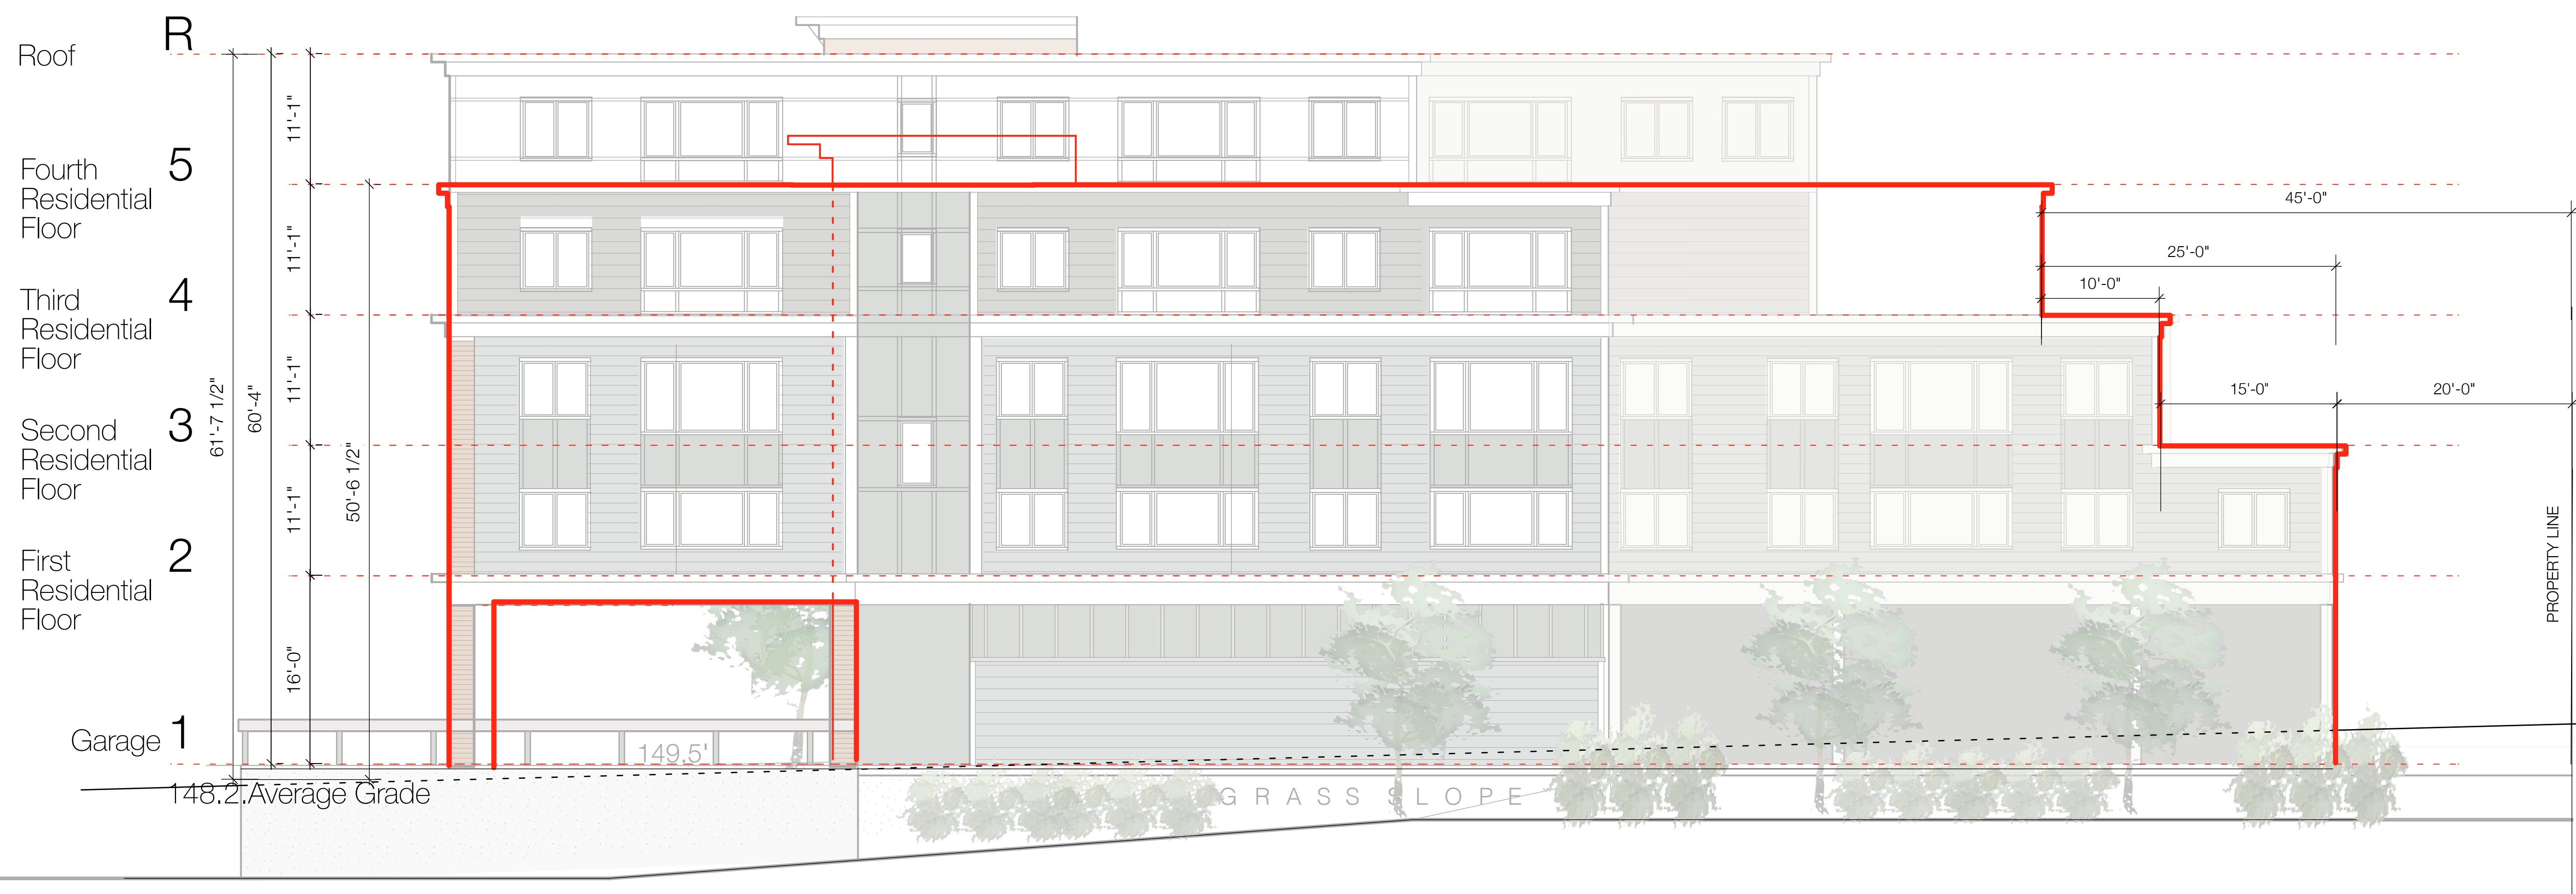 R
Roof
11'-1"
5
Fourth
Residential
Floor
45'-0"
11'-1"
25'-0"
10'-0"
4
Third
Residential
Floor
11'-1"
61'-7 1/2"
60'-4"
15'-0"
20'-0"
3
Second
Residential
Floor
50'-6 1/2"
11'-1"
PROPERTY LINE
2
First
Residential
Floor
16'-0"
Garage 1
149.5'
148.2. Average Grade
GRASS SLOPE